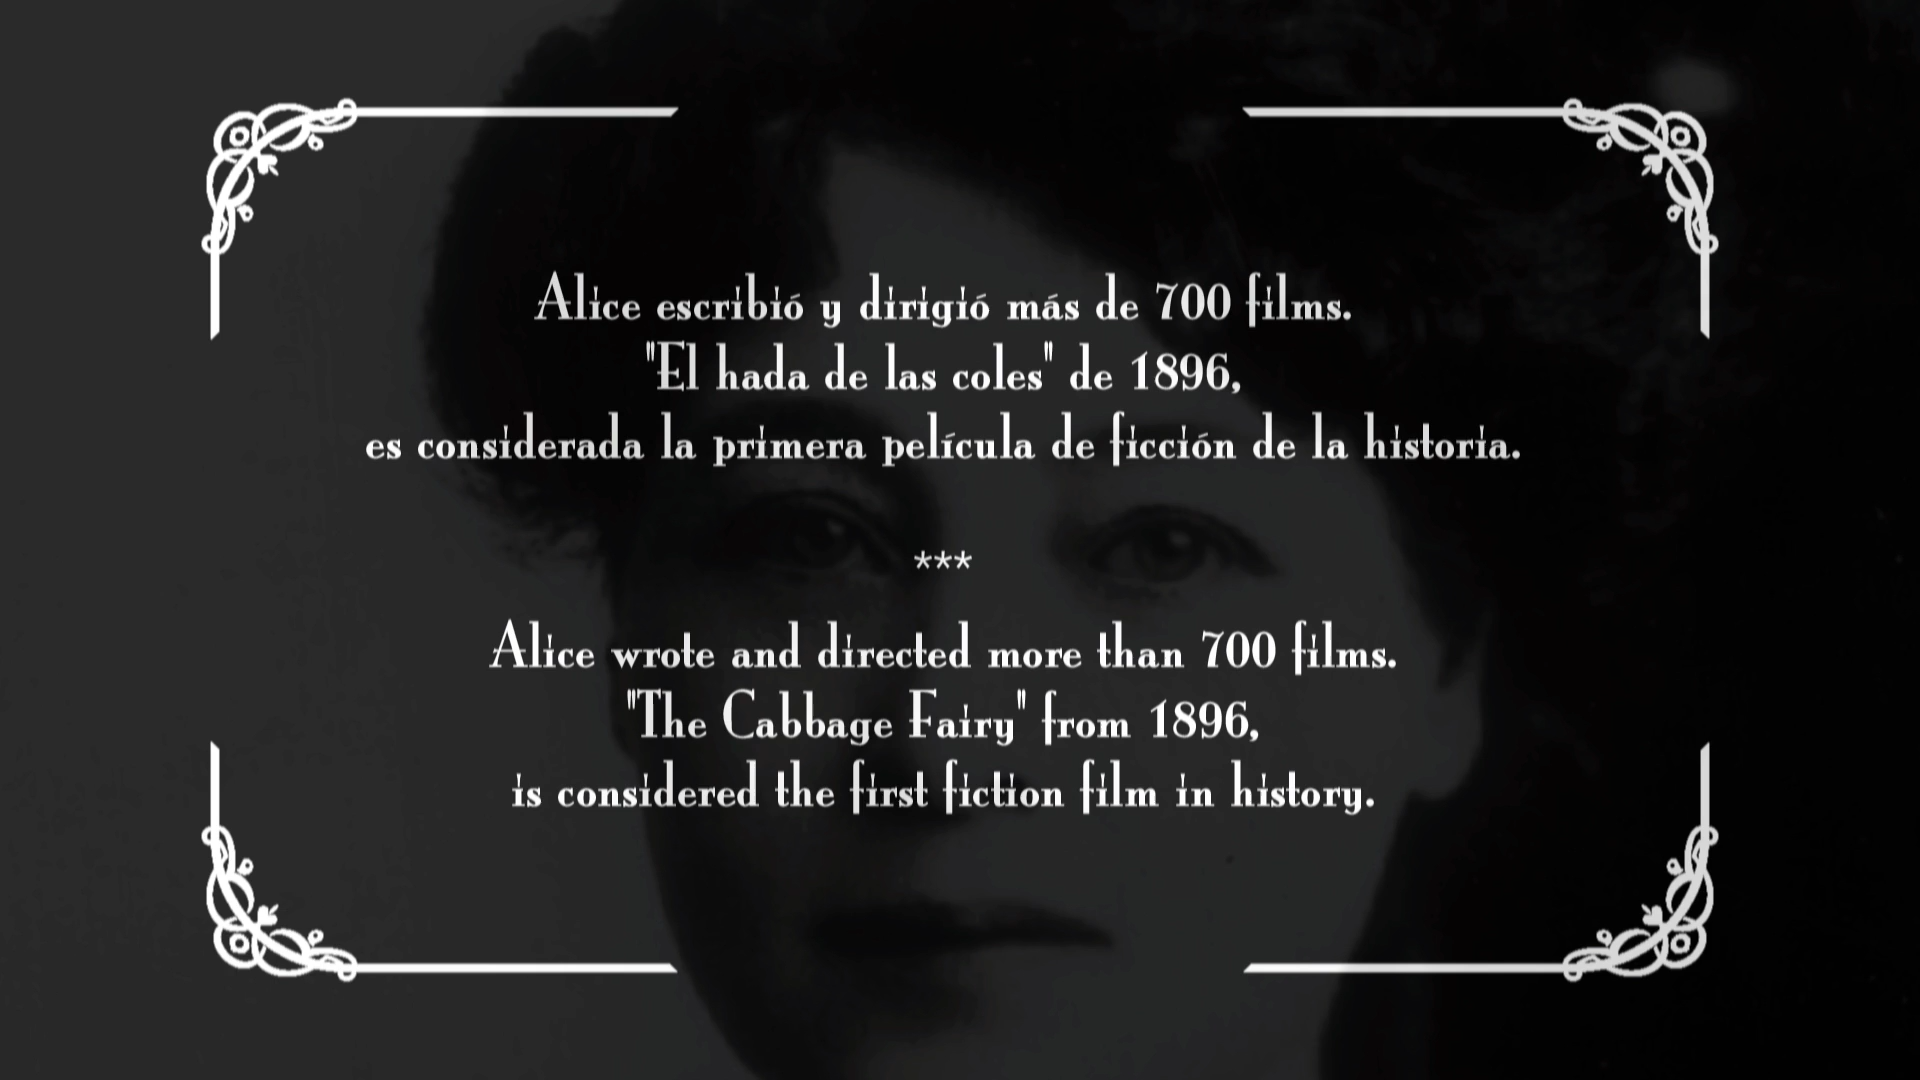 Alice escribió y dirigió más de 700 films.
"El hada de las coles" de 1896,
es considerada la primera película de ficción de la historia.
***
Alice wrote and directed more than 700 films.
"The Cabbage Fairy" from 1896,
is considered the first fiction film in history.